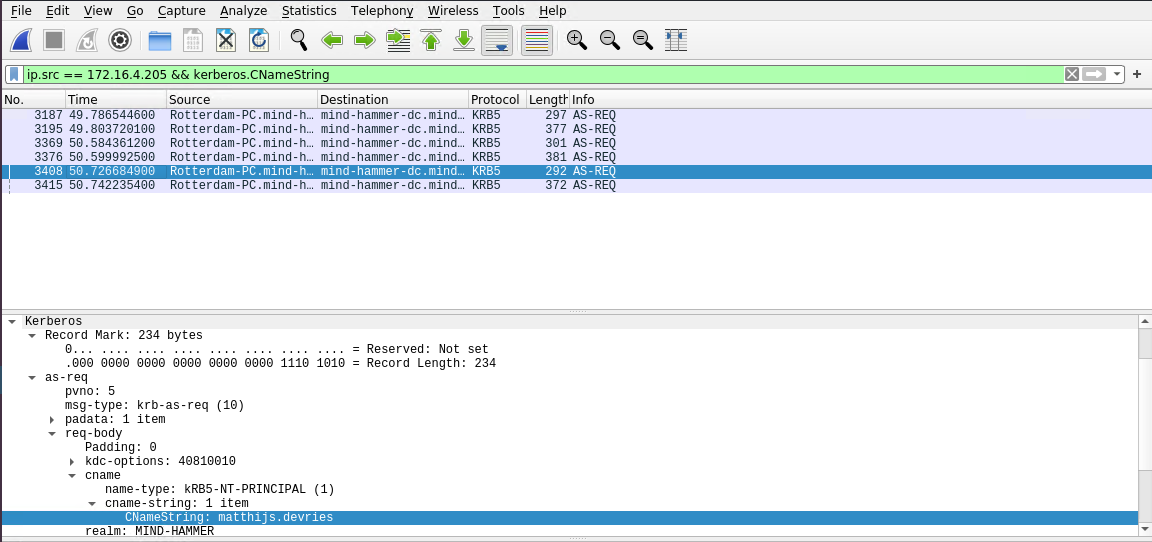 File Edit View Go Capture Analyze Statistics Telephony Wireless Tools Help
ip.src == 172.16.4.205 && kerberos.CNameString
No. Time Source Destination Protocol Length Info
3187 49.786544600 Rotterdam-PC.mind-h… mind-hammer-dc.mind… KRB5 297 AS-REQ
3195 49.803720100 Rotterdam-PC.mind-h… mind-hammer-dc.mind… KRB5 377 AS-REQ
3369 50.584361200 Rotterdam-PC.mind-h… mind-hammer-dc.mind… KRB5 301 AS-REQ
3376 50.599992500 Rotterdam-PC.mind-h… mind-hammer-dc.mind… KRB5 381 AS-REQ
3408 50.726684900 Rotterdam-PC.mind-h… mind-hammer-dc.mind… KRB5 292 AS-REQ
3415 50.742235400 Rotterdam-PC.mind-h… mind-hammer-dc.mind… KRB5 372 AS-REQ
Kerberos
Record Mark: 234 bytes
0... .... .... .... .... .... .... .... = Reserved: Not set
.000 0000 0000 0000 0000 0000 1110 1010 = Record Length: 234
as-req
pvno: 5
msg-type: krb-as-req (10)
padata: 1 item
req-body
Padding: 0
kdc-options: 40810010
cname
name-type: kRB5-NT-PRINCIPAL (1)
cname-string: 1 item
CNameString: matthijs.devries
realm: MIND-HAMMER